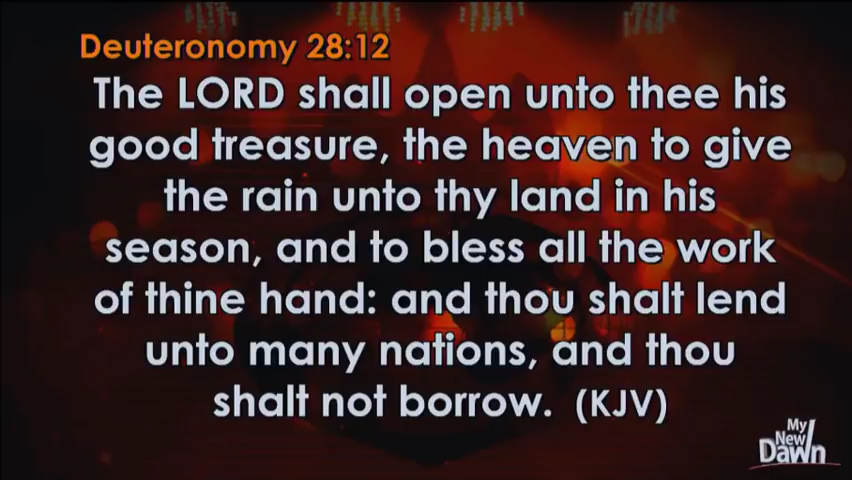 Deuteronomy 28:12
The LORD shall open unto thee his
good treasure, the heaven to give
the rain unto thy land in his
season, and to bless all the work
of thine hand: and thou shalt lend
unto many nations, and thou
shalt not borrow. (KJV)
My
New
Dawn